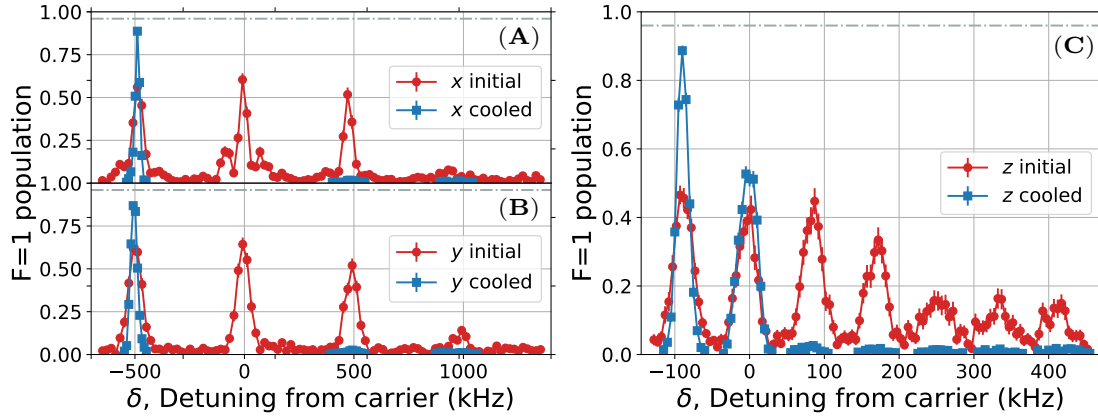 1.00
0.75
0.50
0.25
1.00
0.75
0.50
0.25
0.00
F=1 population
(A)
x initial
x cooled
(B)
y initial
y cooled
−500
0
500
1000
δ, Detuning from carrier (kHz)
1.0
0.8
0.6
0.4
0.2
0.0
F=1 population
(C)
z initial
z cooled
−100
0
100
200
300
400
δ, Detuning from carrier (kHz)